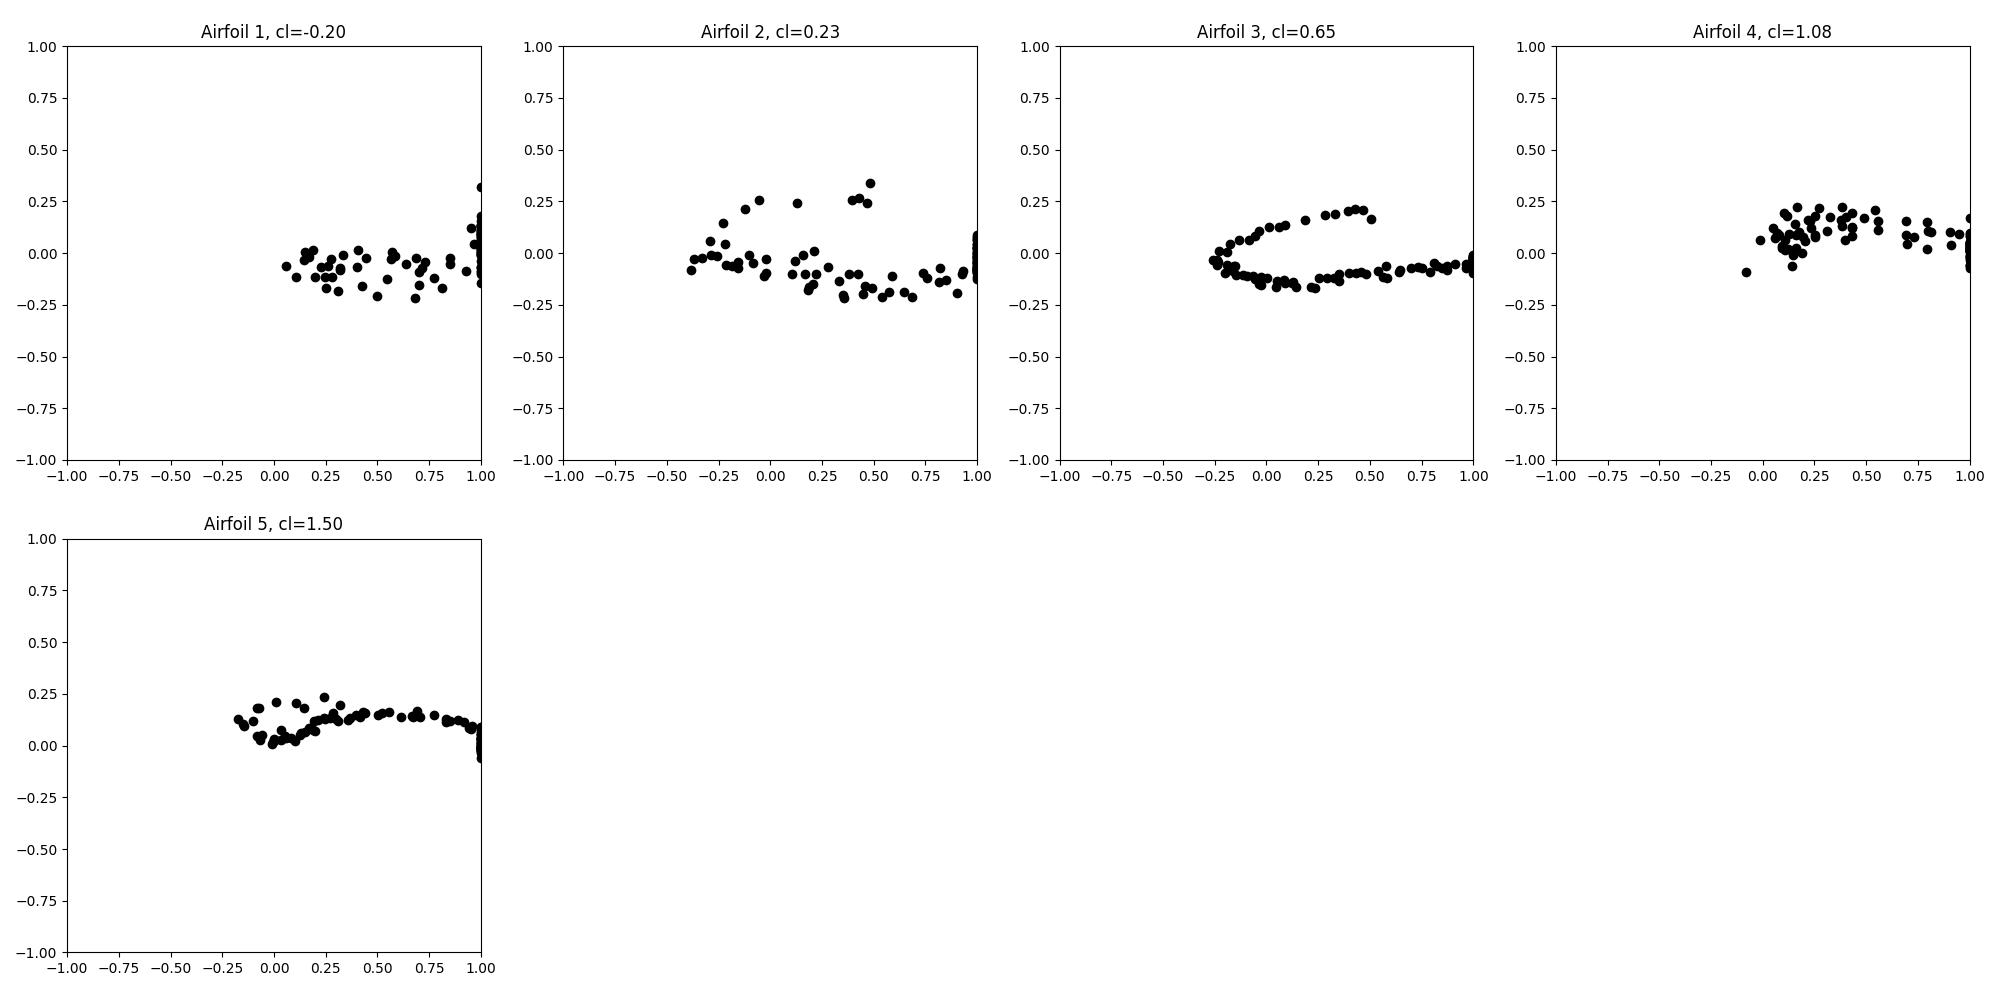 Airfoil 1, cl=-0.20
Airfoil 2, cl=0.23
Airfoil 3, cl=0.65
Airfoil 4, cl=1.08
1.00 1.00 1.00 1.00
0.75 0.75 0.75 0.75
0.50 0.50 0.50 0.50
0.25 0.25 0.25 0.25
0.00 0.00 0.00 0.00
−0.25 −0.25 −0.25 −0.25
−0.50 −0.50 −0.50 −0.50
−0.75 −0.75 −0.75 −0.75
−1.00 −1.00 −1.00 −1.00
−1.00 −0.75 −0.50 −0.25 0.00 0.25 0.50 0.75 1.00
−1.00 −0.75 −0.50 −0.25 0.00 0.25 0.50 0.75 1.00
−1.00 −0.75 −0.50 −0.25 0.00 0.25 0.50 0.75 1.00
−1.00 −0.75 −0.50 −0.25 0.00 0.25 0.50 0.75 1.00
Airfoil 5, cl=1.50
1.00
0.75
0.50
0.25
0.00
−0.25
−0.50
−0.75
−1.00
−1.00 −0.75 −0.50 −0.25 0.00 0.25 0.50 0.75 1.00